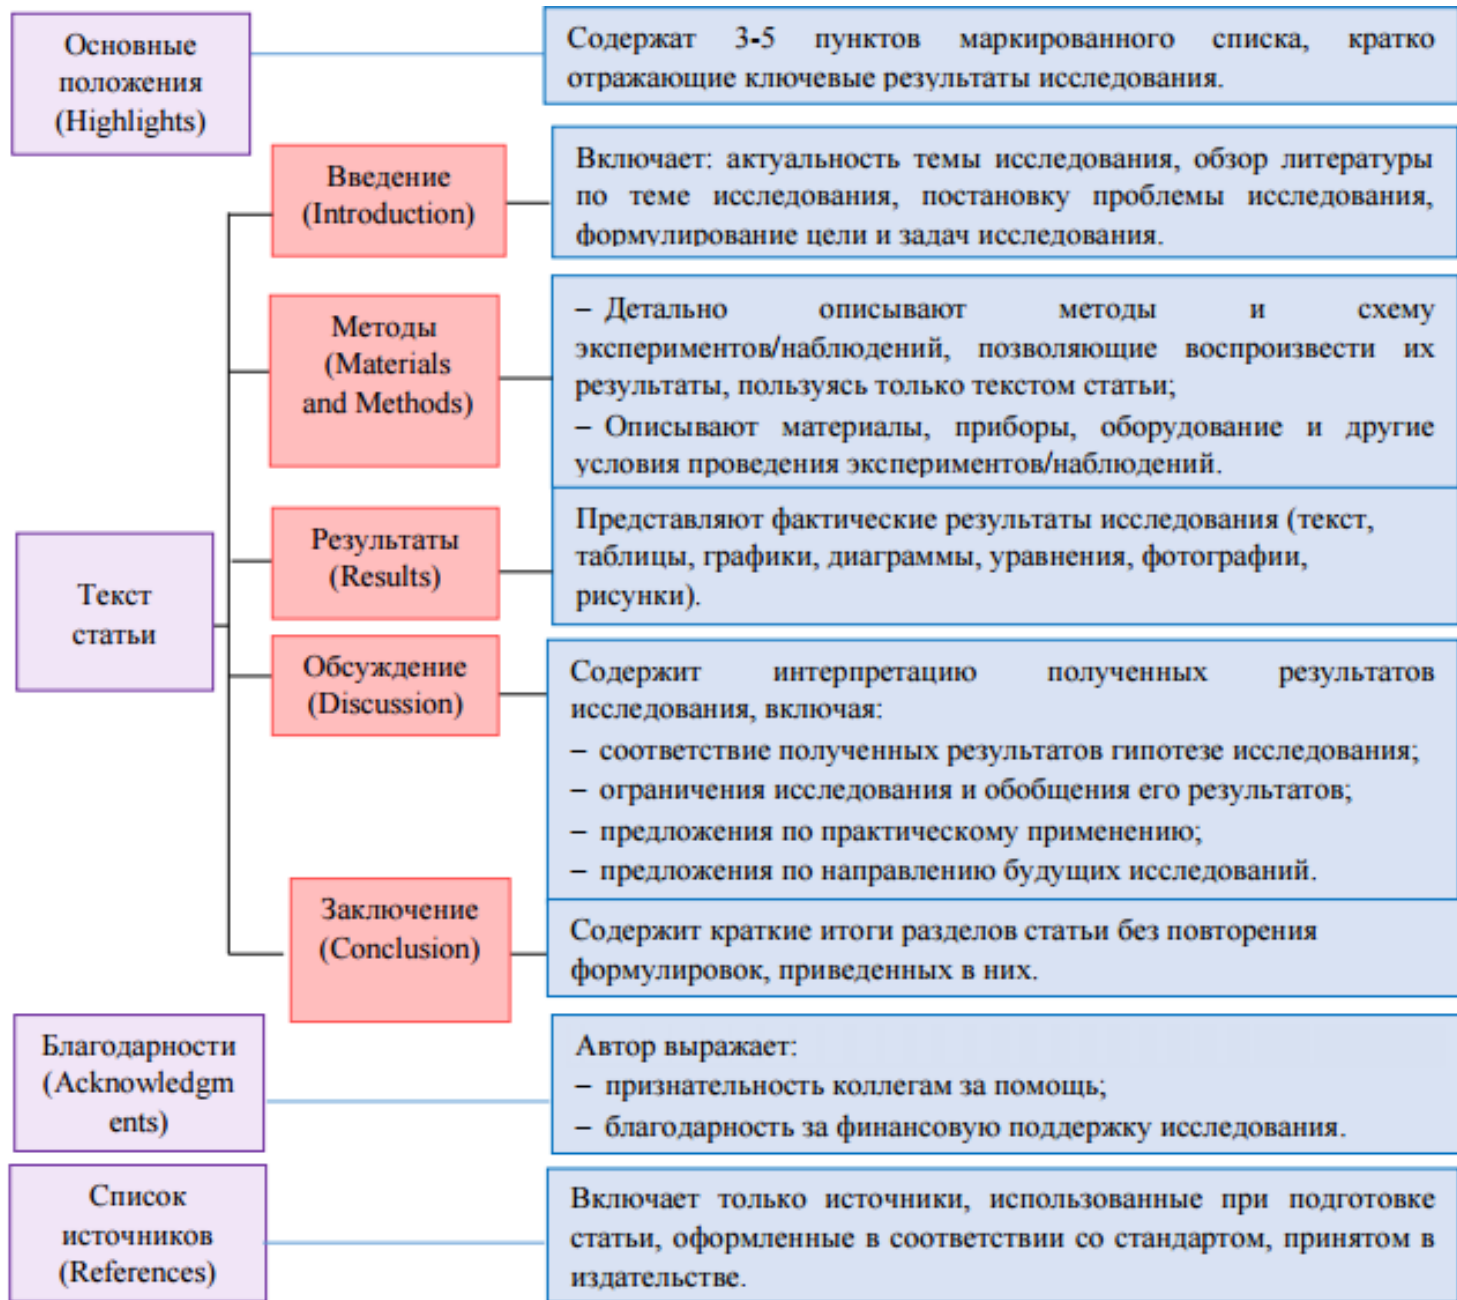 Основные
положения
(Highlights)
Содержат 3-5 пунктов маркированного списка, кратко
отражающие ключевые результаты исследования.
Введение
(Introduction)
Включает: актуальность темы исследования, обзор литературы
по теме исследования, постановку проблемы исследования,
формулирование цели и задач исследования.
Методы
(Materials
and Methods)
– Детально описывают методы и схему
экспериментов/наблюдений, позволяющие воспроизвести их
результаты, пользуясь только текстом статьи;
– Описывают материалы, приборы, оборудование и другие
условия проведения экспериментов/наблюдений.
Текст
статьи
Результаты
(Results)
Представляют фактические результаты исследования (текст,
таблицы, графики, диаграммы, уравнения, фотографии,
рисунки).
Обсуждение
(Discussion)
Содержит интерпретацию полученных результатов
исследования, включая:
– соответствие полученных результатов гипотезе исследования;
– ограничения исследования и обобщения его результатов;
– предложения по практическому применению;
– предложения по направлению будущих исследований.
Заключение
(Conclusion)
Содержит краткие итоги разделов статьи без повторения
формулировок, приведенных в них.
Благодарности
(Acknowledgm
ents)
Автор выражает:
– признательность коллегам за помощь;
– благодарность за финансовую поддержку исследования.
Список
источников
(References)
Включает только источники, использованные при подготовке
статьи, оформленные в соответствии со стандартом, принятом в
издательстве.